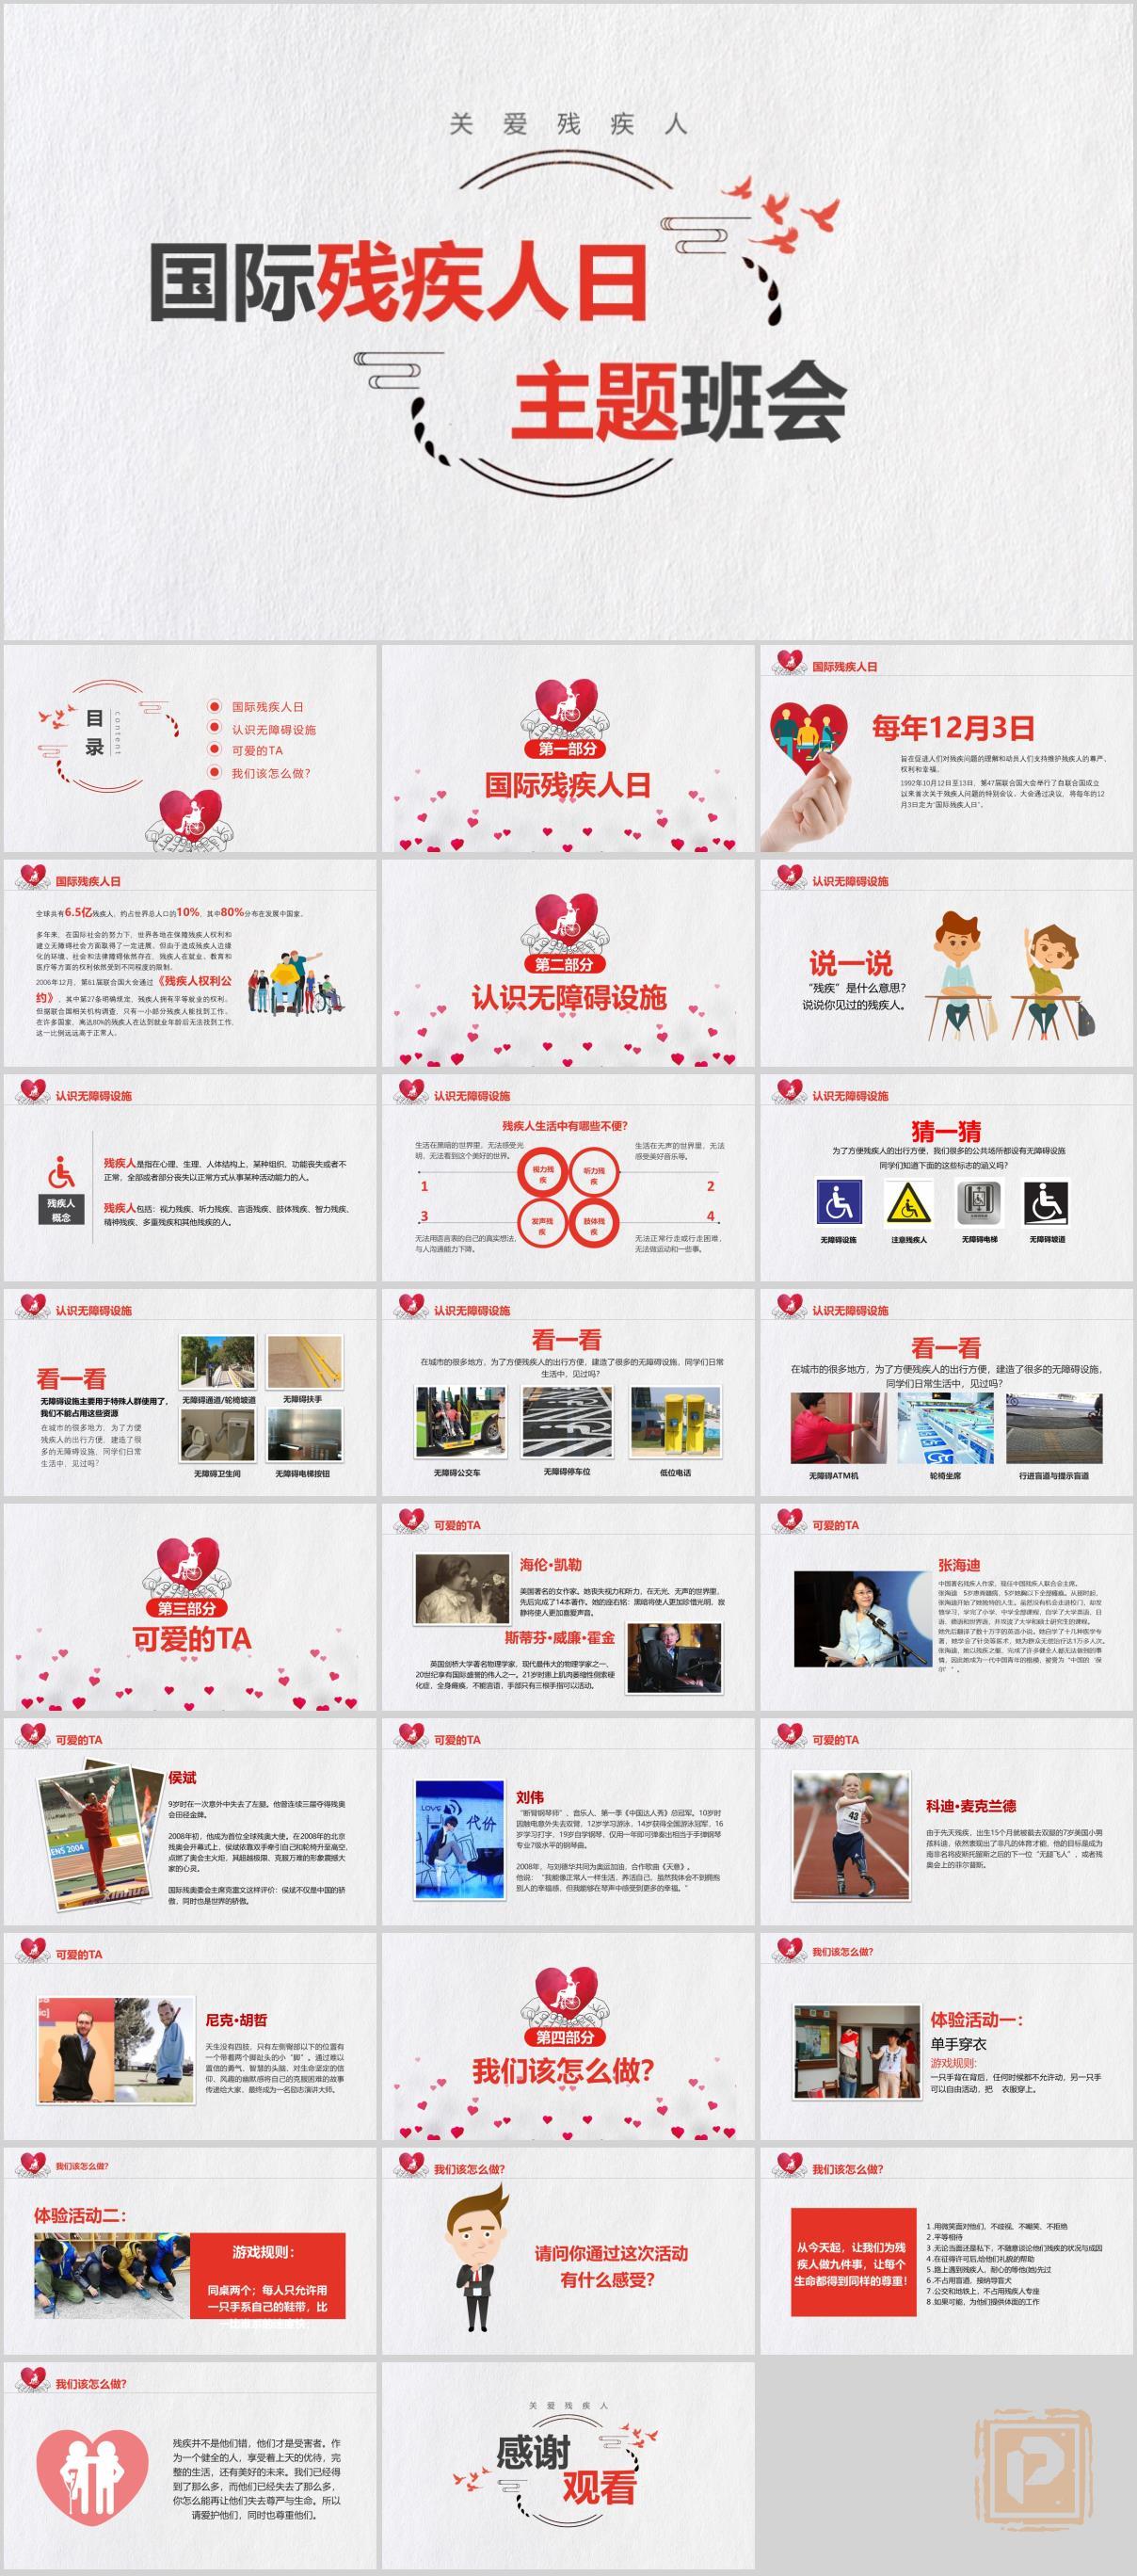 关爱残疾人
国际残疾人日
主题班会
目录
content
国际残疾人日
认识无障碍设施
可爱的TA
我们该怎么做?
第一部分
国际残疾人日
国际残疾人日
每年12月3日
旨在促进人们对残疾问题的理解和动员人们支持维护残疾人的尊严、
权利和幸福。
1992年10月12日至13日，第47届联合国大会举行了自联合国成立
以来首次关于残疾人问题的特别会议。大会通过决议，将每年的12
月3日定为"国际残疾人日"。
国际残疾人日
全球共有6.5亿残疾人，约占世界总人口的10%，其中80%分布在发展中国家。
多年来，在国际社会的努力下，世界各地在保障残疾人权利和
建立无障碍社会方面取得了一定进展。但由于造成残疾人边缘
化的环境、社会和法律障碍依然存在，残疾人在就业、教育和
医疗等方面的权利依然受到不同程度的限制。
2006年12月，第61届联合国大会通过《残疾人权利公
约》，其中第27条明确规定，残疾人拥有平等就业的权利。
但据联合国相关机构调查，只有一小部分残疾人能找到工作。
在许多国家，高达80%的残疾人在达到就业年龄后无法找到工作，
这一比例远远高于正常人。
第二部分
认识无障碍设施
认识无障碍设施
说一说
"残疾"是什么意思?
说说你见过的残疾人。
认识无障碍设施
残疾人
概念
残疾人是指在心理、生理、人体结构上，某种组织、功能丧失或者不
正常，全部或者部分丧失以正常方式从事某种活动能力的人。
残疾人包括：视力残疾、听力残疾、言语残疾、肢体残疾、智力残疾、
精神残疾、多重残疾和其他残疾的人。
认识无障碍设施
残疾人生活中有哪些不便?
生活在黑暗的世界里，无法感受光
明，无法看到这个美好的世界。
生活在无声的世界里，无法
感受美好音乐等。
视力残疾
听力残疾
1
2
3
4
发声残疾
肢体残疾
无法用语言表的自己的真实想法，
与人沟通能力下降。
无法正常行走或行走困难，
无法做运动和一些事。
认识无障碍设施
猜一猜
为了方便残疾人的出行方便，我们很多的公共场所都设有无障碍设施
同学们知道下面的这些标志的涵义吗?
无障碍设施
注意残疾人
无障碍电梯
无障碍坡道
认识无障碍设施
看一看
无障碍设施主要用于特殊人群使用了，
我们不能占用这些资源
在城市的很多地方，为了方便
残疾人的出行方便，建造了很
多的无障碍设施，同学们日常
生活中，见过吗?
无障碍通道/轮椅坡道
无障碍扶手
无障碍卫生间
无障碍电梯按钮
认识无障碍设施
看一看
在城市的很多地方，为了方便残疾人的出行方便，建造了很多的无障碍设施，同学们日常
生活中，见过吗?
无障碍公交车
无障碍停车位
低位电话
认识无障碍设施
看一看
在城市的很多地方，为了方便残疾人的出行方便，建造了很多的无障碍设施，
同学们日常生活中，见过吗?
无障碍ATM机
轮椅坐席
行进盲道与提示盲道
第三部分
可爱的TA
可爱的TA
海伦•凯勒
美国著名的女作家。她丧失视力和听力，在无光、无声的世界里，
先后完成了14本著作。她的座右铭：黑暗将使人更加珍惜光明，寂
静将使人更加喜爱声音。
斯蒂芬•威廉•霍金
英国剑桥大学著名物理学家，现代最伟大的物理学家之一，
20世纪享有国际盛誉的伟人之一。21岁时患上肌肉萎缩性侧索硬
化症，全身瘫痪，不能言语，手部只有三根手指可以活动。
可爱的TA
张海迪
中国著名残疾人作家，现任中国残疾人联合会主席。
可爱的TA
侯斌
9岁时在一次意外中失去了左腿。他曾连续三届夺得残奥
会田径金牌。
2008年初，他成为首位全球残奥大使。在2008年的北京
残奥会开幕式上，侯斌依靠双手牵引自己和轮椅升至高空，
点燃了奥会主火炬，其超越极限、克服万难的形象震撼大
家的心灵。
国际残奥委会主席克雷文这样评价：侯斌不仅是中国的骄
傲，同时也是世界的骄傲。
ENS 2004
可爱的TA
LOVE
代价
刘伟
"断臂钢琴师"、音乐人，第一季《中国达人秀》总冠军。10岁时
因触电意外失去双臂，12岁学习游泳，14岁获得全国游泳冠军，16
岁学习打字，19岁自学钢琴，仅用一年即可弹奏出相当于手弹钢琴
专业7级水平的钢琴曲。
2008年，与刘德华共同为奥运加油，合作歌曲《天意》。
他说："我能像正常人一样生活，养活自己，虽然我体会不到拥抱
别人的幸福感，但我能够在琴声中感受到更多的幸福。"
可爱的TA
43
科迪•麦克兰德
由于先天残疾，出生15个月就被截去双腿的7岁美国小男
孩科迪，依然表现出了非凡的体育才能，他的目标是成为
南非名将皮斯托丽斯之后的下一位"无腿飞人"，或者残
奥会上的菲尔普斯。
可爱的TA
尼克•胡哲
天生没有四肢，只有左侧臀部以下的位置有
一个带着两个脚趾头的小"脚"。通过难以
置信的勇气、智慧的头脑，对生命坚定的信
仰、风趣的幽默感将自己的克服困难的故事
传递给大家，最终成为一名励志演讲大师。
第四部分
我们该怎么做?
我们该怎么做?
体验活动一：
单手穿衣
游戏规则:
一只手背在背后，任何时候都不允许动，另一只手
可以自由活动，把 衣服穿上。
我们该怎么做?
体验活动二：
游戏规则：
同桌两个；每人只允许用
一只手系自己的鞋带，比
我们该怎么做?
请问你通过这次活动
有什么感受?
我们该怎么做?
从今天起，让我们为残
疾人做九件事，让每个
生命都得到同样的尊重!
1 .用微笑面对他们，不歧视、不嘲笑、不拒绝
2 .平等相待
3 .无论当面还是私下，不随意谈论他们残疾的状况与成因
4 .在征得许可后,给他们礼貌的帮助
5 .路上遇到残疾人，耐心的等他(她)先过
6 .不占用盲道，接纳导盲犬
7 .公交和地铁上，不占用残疾人专座
8 .如果可能，为他们提供体面的工作
我们该怎么做?
残疾并不是他们错，他们才是受害者。作
为一个健全的人，享受着上天的优待，完
整的生活，还有美好的未来。我们已经得
到了那么多，而他们已经失去了那么多，
你怎么能再让他们失去尊严与生命。所以
请爱护他们，同时也尊重他们。
关爱残疾人
感谢
观看